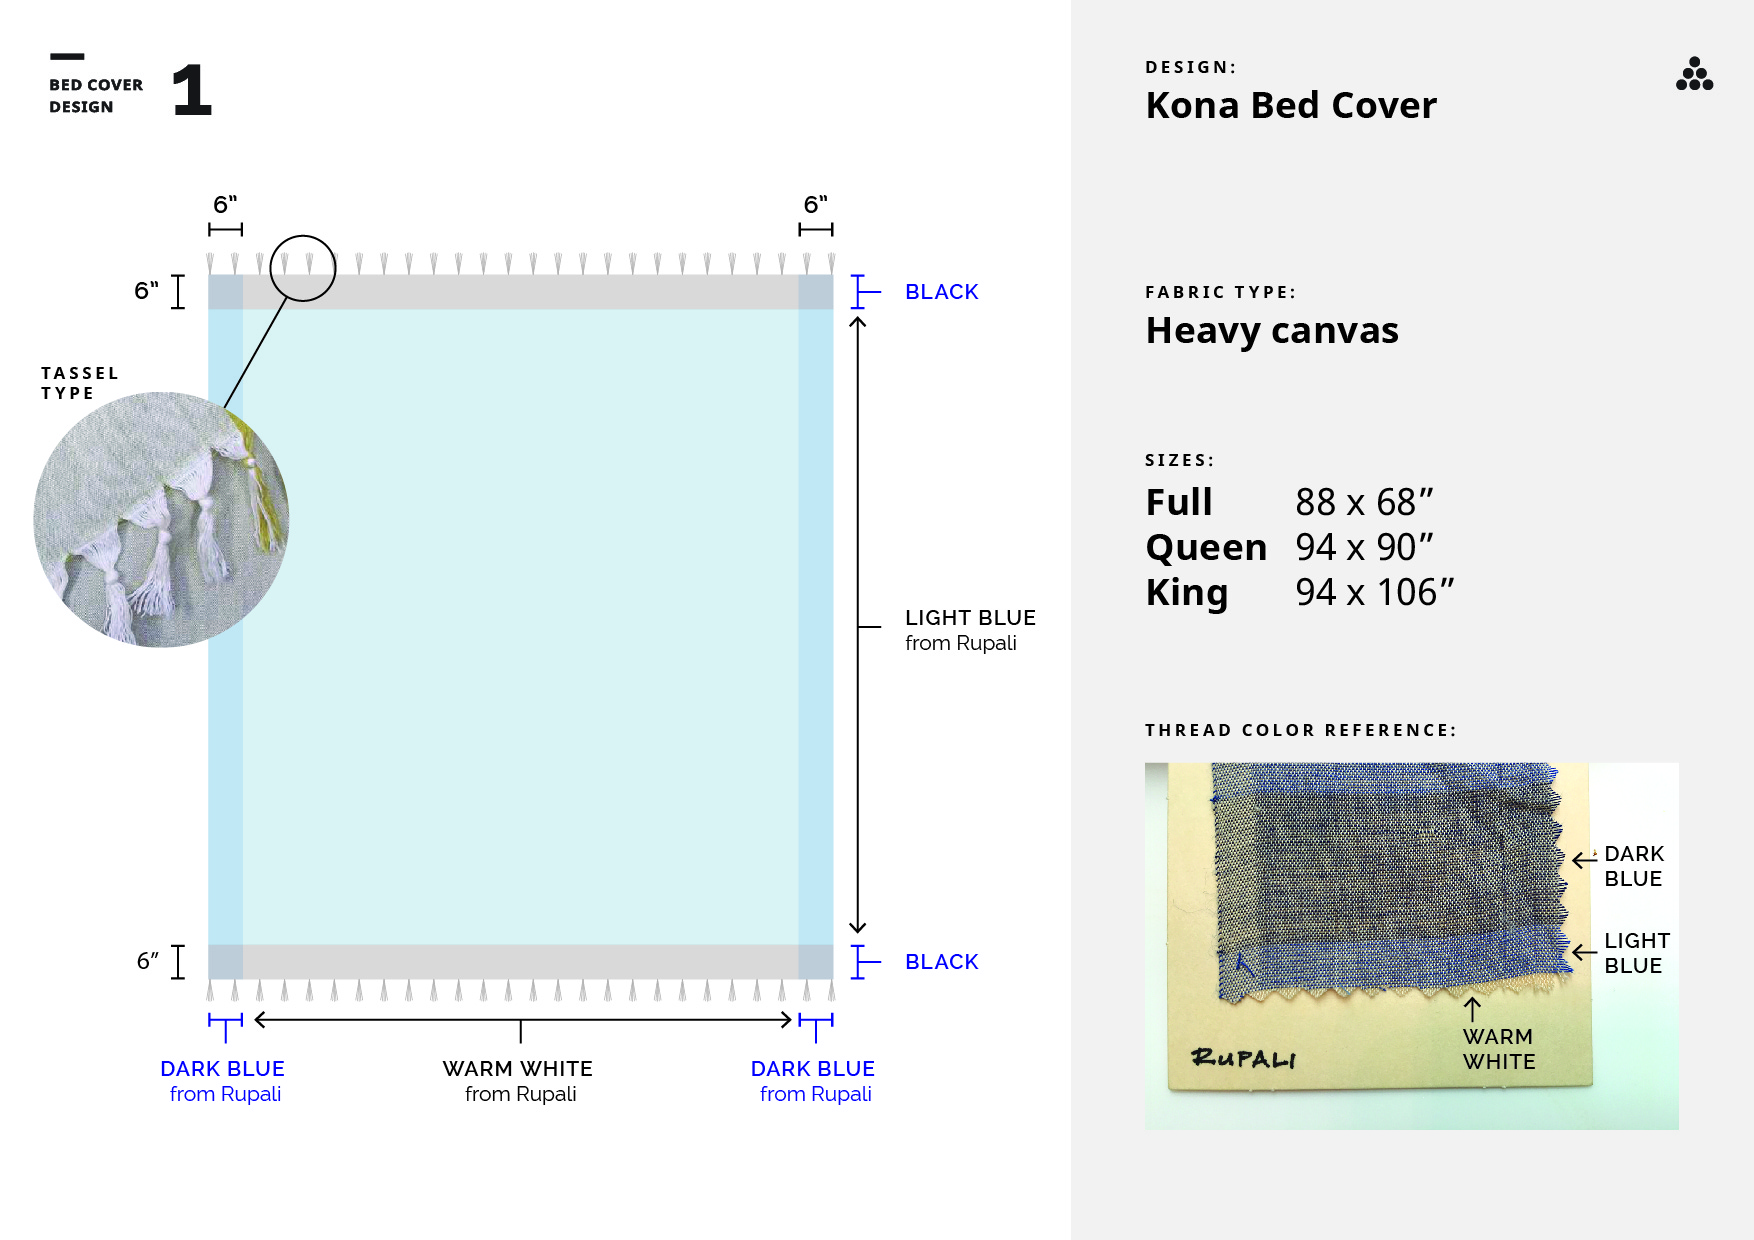 BED COVER
DESIGN
1
6”
6”
6”
BLACK
TASSEL
TYPE
LIGHT BLUE
from Rupali
6”
BLACK
DARK BLUE
from Rupali
WARM WHITE
from Rupali
DARK BLUE
from Rupali
DESIGN:
Kona Bed Cover
FABRIC TYPE:
Heavy canvas
SIZES:
Full 88 x 68”
Queen 94 x 90”
King 94 x 106”
THREAD COLOR REFERENCE:
DARK
BLUE
LIGHT
BLUE
WARM
WHITE
RUPALI